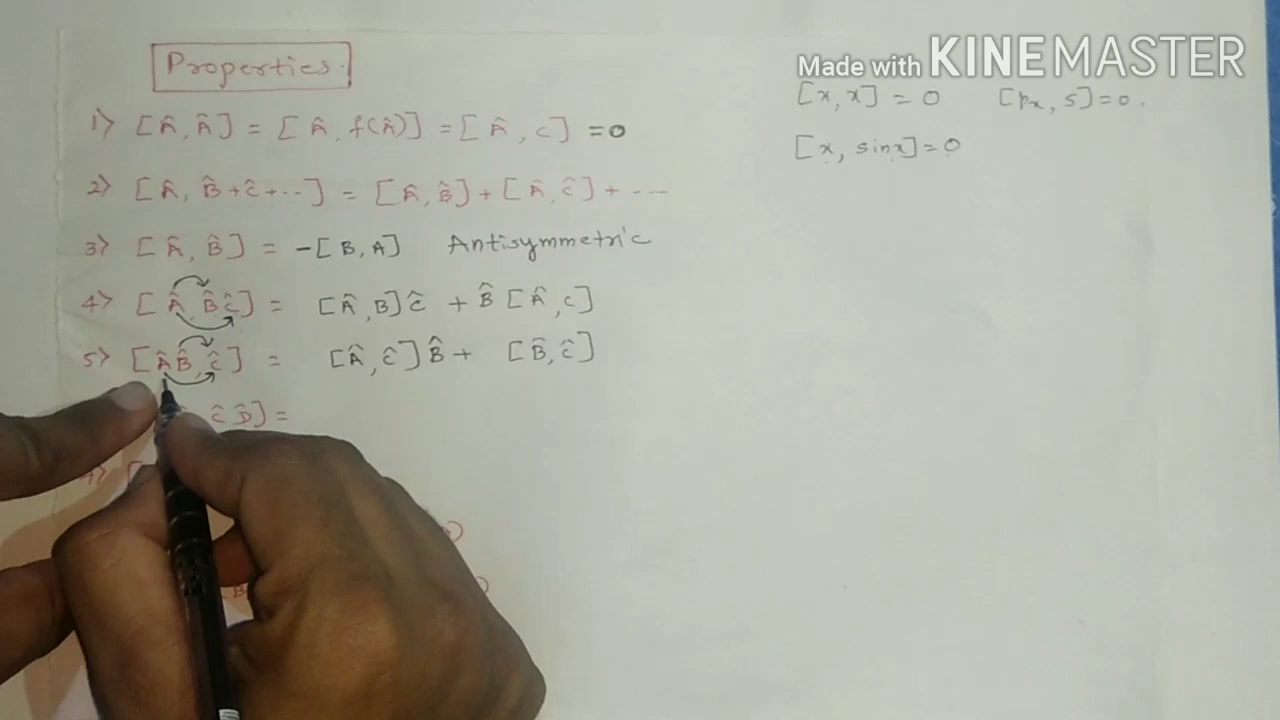 Made with KINEMASTER
Properties.
1) [Â, Â] = [Â, f(Â)] = [Â, c] = 0
[x, x] = 0 [Px, 5] = 0.
[x, sinx] = 0
2) [Â, B̂ + Ĉ + ...] = [Â, B̂] + [Â, Ĉ] + ---
3) [Â, B̂] = -[B, A] Antisymmetric
4) [Â, B̂Ĉ] = [Â, B]Ĉ + B̂[Â, C]
5) [ÂB̂, Ĉ] = [Â, Ĉ]B̂ + [B̂, Ĉ]
ĈD̂] =